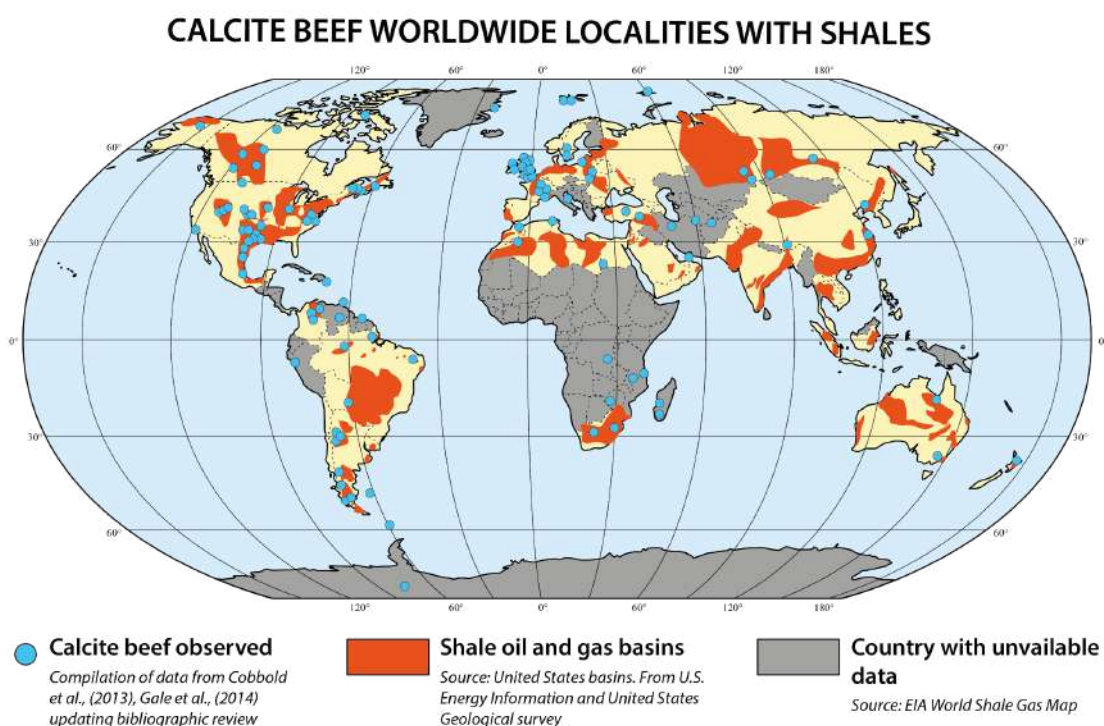 CALCITE BEEF WORLDWIDE LOCALITIES WITH SHALES
120° 60° 0° 60° 120° 180°
60° 60°
30° 30°
0° 0
30° 30°
60° 60°
120° 60° 0° 60° 120° 180°
Calcite beef observed
Compilation of data from Cobbold
et al., (2013), Gale et al., (2014)
updating bibliographic review
Shale oil and gas basins
Source: United States basins. From U.S.
Energy Information and United States
Geological survey
Country with unvailable
data
Source: EIA World Shale Gas Map